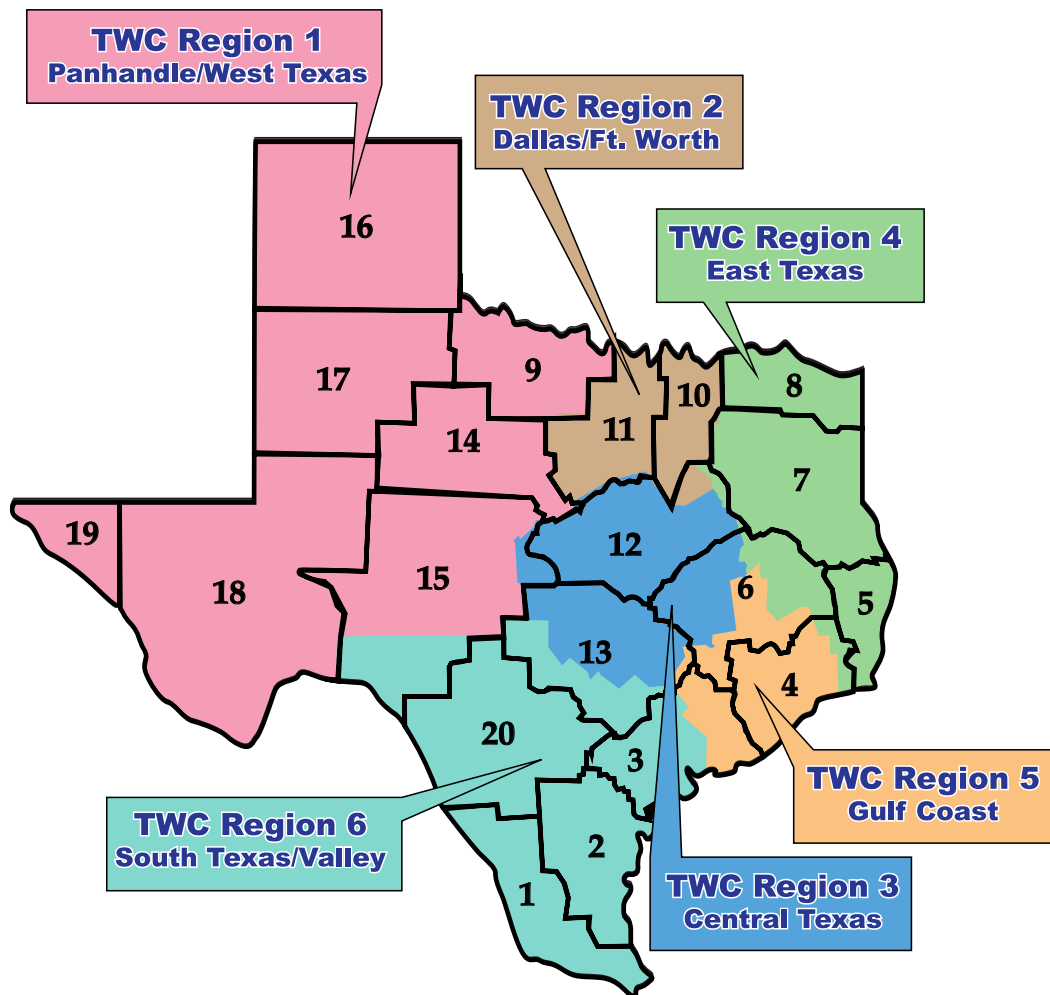 TWC Region 1
Panhandle/West Texas
TWC Region 2
Dallas/Ft. Worth
TWC Region 4
East Texas
16
17
9
10
8
11
14
7
19
12
18
15
6
5
13
4
20
3
TWC Region 5
Gulf Coast
TWC Region 6
South Texas/Valley
2
1
TWC Region 3
Central Texas